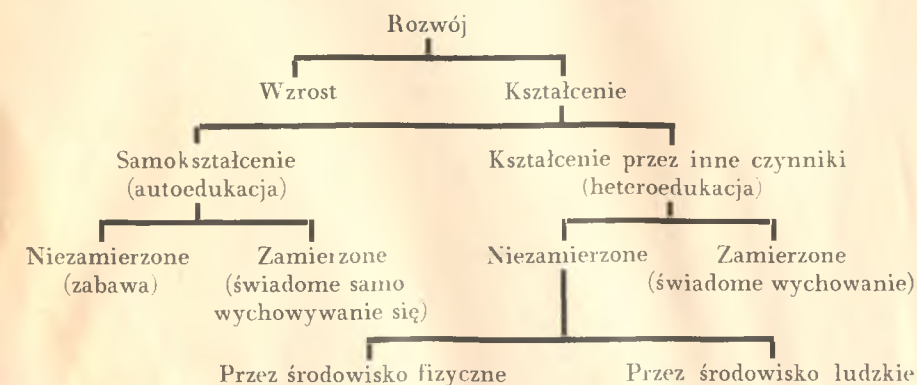 Rozwój
Wzrost Kształcenie
Samokształcenie Kształcenie przez inne czynniki
(autoedukacja) (heteroedukacja)
Niezamierzone Zamierzone Niezamierzone Zamierzone
(zabawa) (świadome samo (świadome wychowanie)
wychowywanie się)
Przez środowisko fizyczne Przez środowisko ludzkie